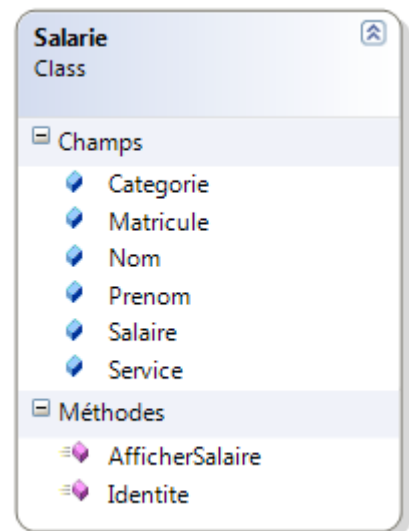 Salarie
Class
Champs
Categorie
Matricule
Nom
Prenom
Salaire
Service
Méthodes
AfficherSalaire
Identite